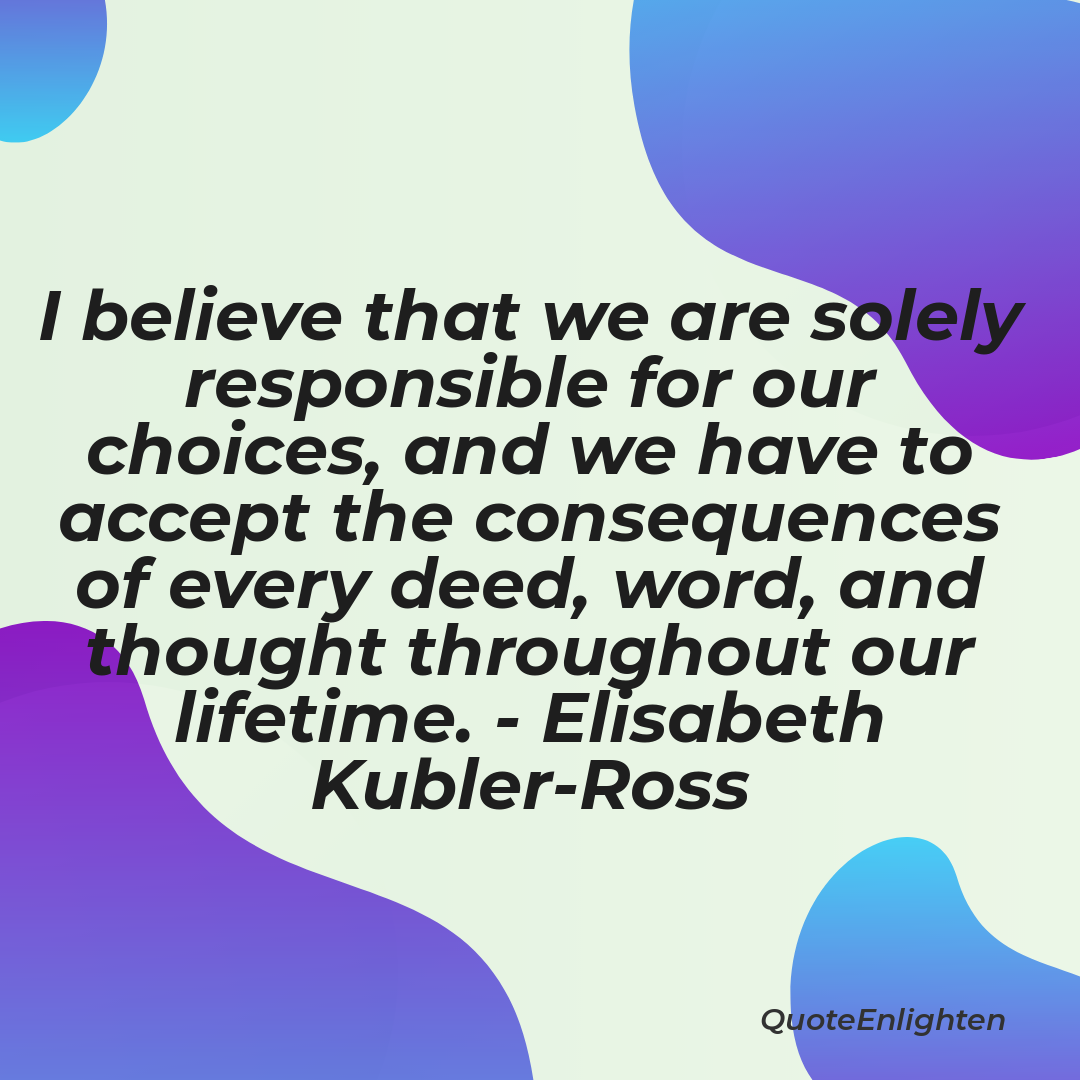 I believe that we are solely
responsible for our
choices, and we have to
accept the consequences
of every deed, word, and
thought throughout our
lifetime. - Elisabeth
Kubler-Ross
QuoteEnlighten